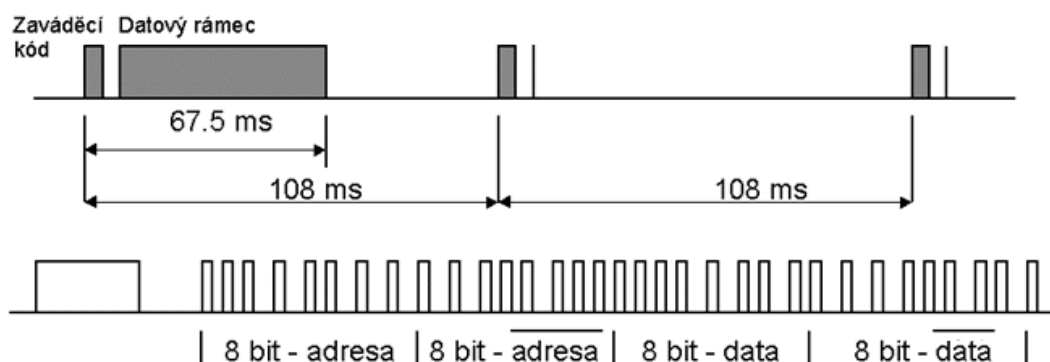 Zaváděcí kód
Datový rámec
67.5 ms
108 ms
108 ms
8 bit - adresa
8 bit - adresa
8 bit - data
8 bit - data